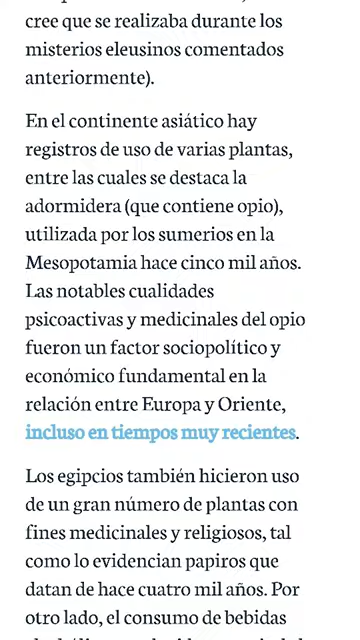 cree que se realizaba durante los
misterios eleusinos comentados
anteriormente).
En el continente asiático hay
registros de uso de varias plantas,
entre las cuales se destaca la
adormidera (que contiene opio),
utilizada por los sumerios en la
Mesopotamia hace cinco mil años.
Las notables cualidades
psicoactivas y medicinales del opio
fueron un factor sociopolítico y
económico fundamental en la
relación entre Europa y Oriente,
incluso en tiempos muy recientes.
Los egipcios también hicieron uso
de un gran número de plantas con
fines medicinales y religiosos, tal
como lo evidencian papiros que
datan de hace cuatro mil años. Por
otro lado, el consumo de bebidas